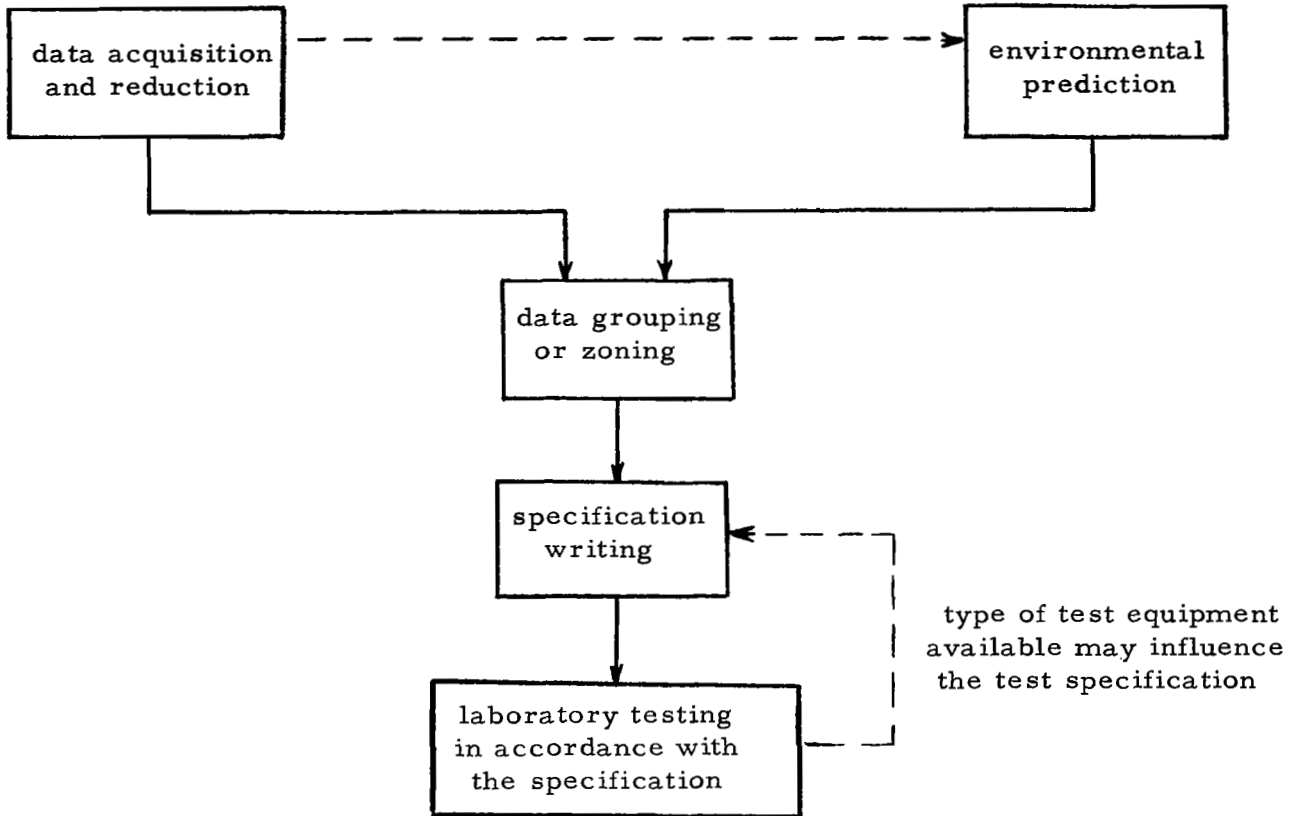 data acquisition
and reduction
environmental
prediction
data grouping
or zoning
specification
writing
type of test equipment
available may influence
the test specification
laboratory testing
in accordance with
the specification